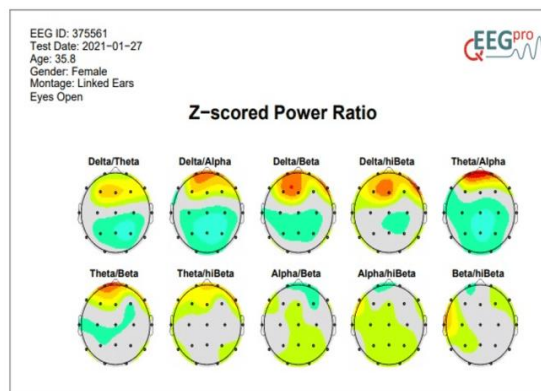 EEG ID: 375561
Test Date: 2021-01-27
Age: 35.8
Gender: Female
Montage: Linked Ears
Eyes Open
QEEGpro
Z-scored Power Ratio
Delta/Theta Delta/Alpha Delta/Beta Delta/hiBeta Theta/Alpha
Theta/Beta Theta/hiBeta Alpha/Beta Alpha/hiBeta Beta/hiBeta